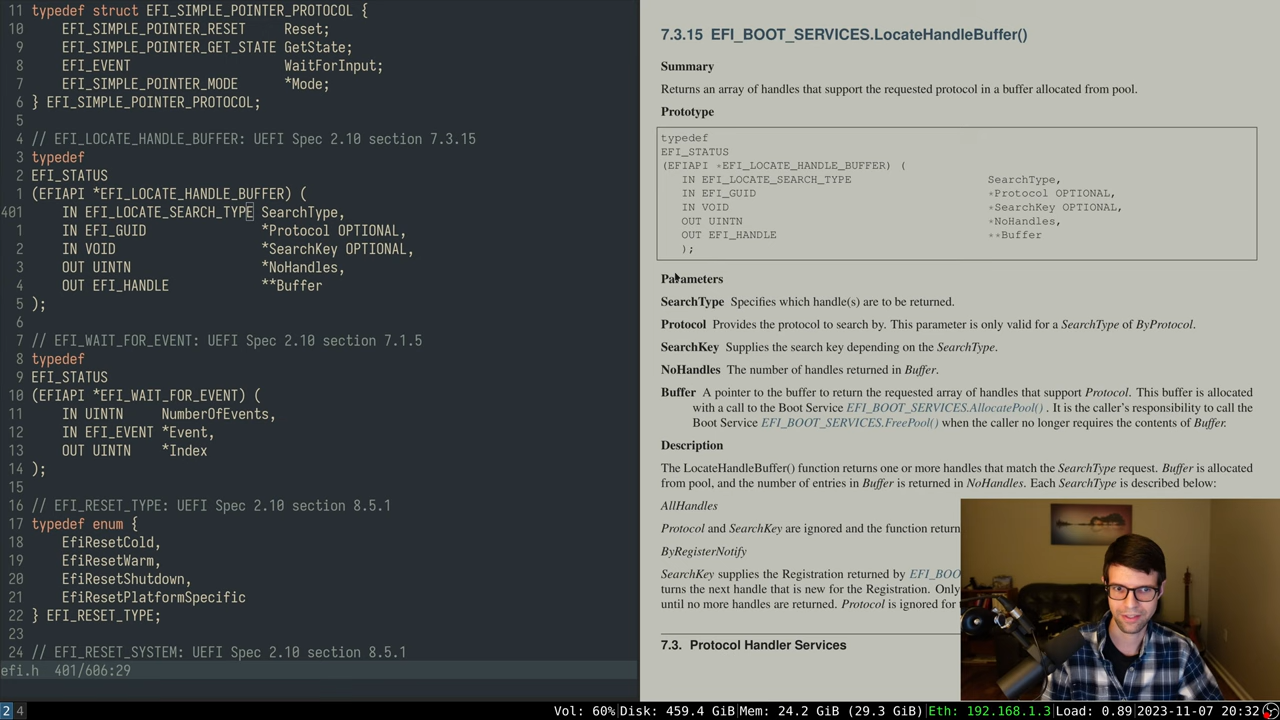 11 typedef struct EFI_SIMPLE_POINTER_PROTOCOL {
10     EFI_SIMPLE_POINTER_RESET     Reset;
9     EFI_SIMPLE_POINTER_GET_STATE GetState;
8     EFI_EVENT                    WaitForInput;
7     EFI_SIMPLE_POINTER_MODE      *Mode;
6 } EFI_SIMPLE_POINTER_PROTOCOL;
5
4 // EFI_LOCATE_HANDLE_BUFFER: UEFI Spec 2.10 section 7.3.15
3 typedef
2 EFI_STATUS
1 (EFIAPI *EFI_LOCATE_HANDLE_BUFFER) (
401     IN EFI_LOCATE_SEARCH_TYPE SearchType,
1     IN EFI_GUID               *Protocol OPTIONAL,
2     IN VOID                   *SearchKey OPTIONAL,
3     OUT UINTN                 *NoHandles,
4     OUT EFI_HANDLE            **Buffer
5 );
6
7 // EFI_WAIT_FOR_EVENT: UEFI Spec 2.10 section 7.1.5
8 typedef
9 EFI_STATUS
10 (EFIAPI *EFI_WAIT_FOR_EVENT) (
11     IN UINTN     NumberOfEvents,
12     IN EFI_EVENT *Event,
13     OUT UINTN    *Index
14 );
15
16 // EFI_RESET_TYPE: UEFI Spec 2.10 section 8.5.1
17 typedef enum {
18     EfiResetCold,
19     EfiResetWarm,
20     EfiResetShutdown,
21     EfiResetPlatformSpecific
22 } EFI_RESET_TYPE;
23
24 // EFI_RESET_SYSTEM: UEFI Spec 2.10 section 8.5.1
efi.h  401/606:29
7.3.15 EFI_BOOT_SERVICES.LocateHandleBuffer()
Summary
Returns an array of handles that support the requested protocol in a buffer allocated from pool.
Prototype
typedef
EFI_STATUS
(EFIAPI *EFI_LOCATE_HANDLE_BUFFER) (
   IN EFI_LOCATE_SEARCH_TYPE                    SearchType,
   IN EFI_GUID                                  *Protocol OPTIONAL,
   IN VOID                                      *SearchKey OPTIONAL,
   OUT UINTN                                    *NoHandles,
   OUT EFI_HANDLE                               **Buffer
   );
Parameters
SearchType Specifies which handle(s) are to be returned.
Protocol Provides the protocol to search by. This parameter is only valid for a SearchType of ByProtocol.
SearchKey Supplies the search key depending on the SearchType.
NoHandles The number of handles returned in Buffer.
Buffer A pointer to the buffer to return the requested array of handles that support Protocol. This buffer is allocated
with a call to the Boot Service EFI_BOOT_SERVICES.AllocatePool() . It is the caller's responsibility to call the
Boot Service EFI_BOOT_SERVICES.FreePool() when the caller no longer requires the contents of Buffer.
Description
The LocateHandleBuffer() function returns one or more handles that match the SearchType request. Buffer is allocated
from pool, and the number of entries in Buffer is returned in NoHandles. Each SearchType is described below:
AllHandles
Protocol and SearchKey are ignored and the function return
ByRegisterNotify
SearchKey supplies the Registration returned by EFI_BOO
turns the next handle that is new for the Registration. Only
until no more handles are returned. Protocol is ignored for
7.3. Protocol Handler Services
2 4
Vol: 60%|Disk: 459.4 GiB|Mem: 24.2 GiB (29.3 GiB)|Eth: 192.168.1.3|Load: 0.89|2023-11-07 20:32